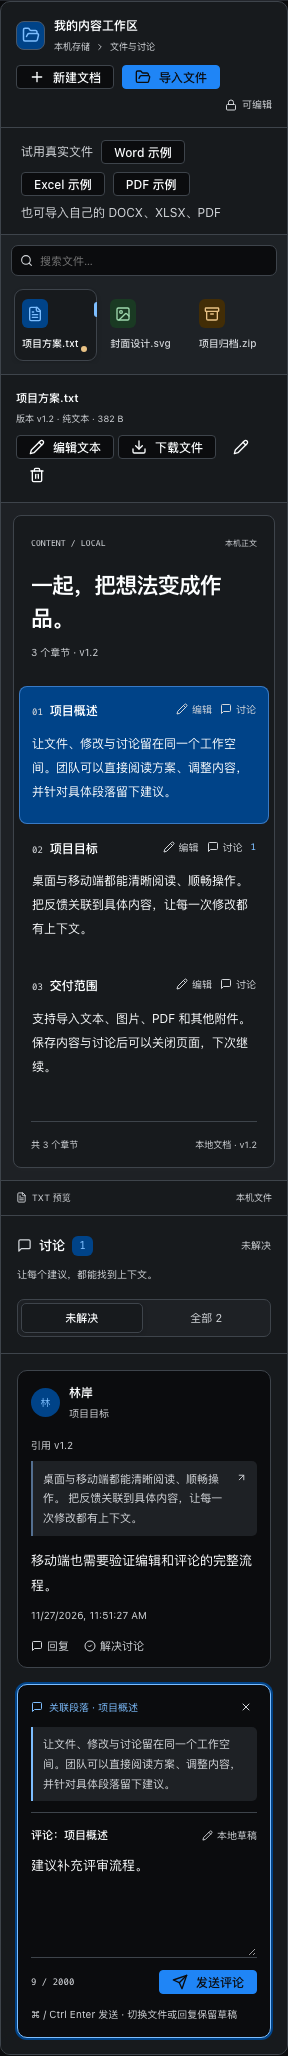 我的内容工作区
本机存储 > 文件与讨论
新建文档 导入文件
可编辑
试用真实文件 Word 示例
Excel 示例 PDF 示例
也可导入自己的 DOCX、XLSX、PDF
搜索文件...
项目方案.txt 封面设计.svg 项目归档.zip
项目方案.txt
版本 v1.2 · 纯文本 · 382 B
编辑文本 下载文件
CONTENT / LOCAL 本机正文
一起，把想法变成作
品。
3 个章节 · v1.2
01 项目概述 编辑 讨论
让文件、修改与讨论留在同一个工作空
间。团队可以直接阅读方案、调整内容，
并针对具体段落留下建议。
02 项目目标 编辑 讨论 1
桌面与移动端都能清晰阅读、顺畅操作。
把反馈关联到具体内容，让每一次修改都
有上下文。
03 交付范围 编辑 讨论
支持导入文本、图片、PDF 和其他附件。
保存内容与讨论后可以关闭页面，下次继
续。
共 3 个章节 本地文档 · v1.2
TXT 预览 本机文件
讨论 1 未解决
让每个建议，都能找到上下文。
未解决 全部 2
林 林岸
项目目标
引用 v1.2
桌面与移动端都能清晰阅读、顺畅操
作。 把反馈关联到具体内容，让每一
次修改都有上下文。
移动端也需要验证编辑和评论的完整流
程。
11/27/2026, 11:51:27 AM
回复 解决讨论
关联段落 · 项目概述
让文件、修改与讨论留在同一个工作空
间。团队可以直接阅读方案、调整内容，
并针对具体段落留下建议。
评论：项目概述 本地草稿
建议补充评审流程。
9 / 2000 发送评论
⌘ / Ctrl Enter 发送 · 切换文件或回复保留草稿